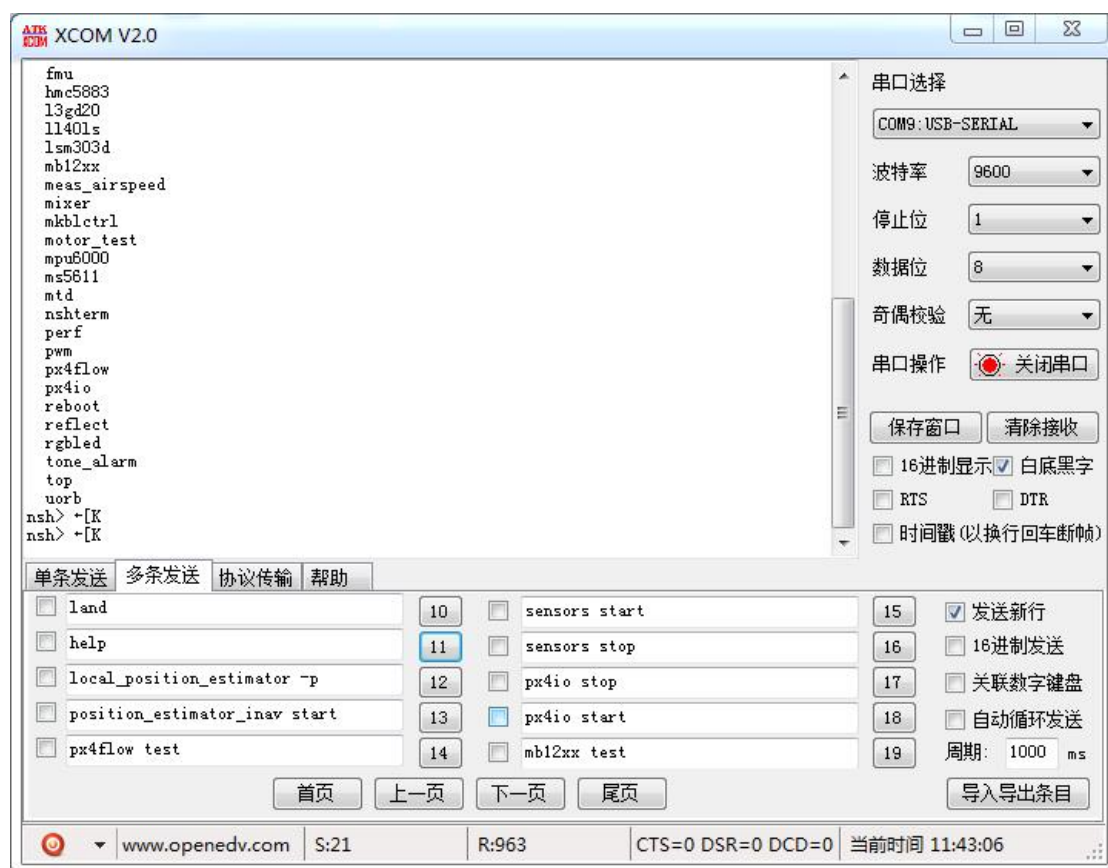 ATK XCOM XCOM V2.0
fmu
hmc5883
l3gd20
ll40ls
lsm303d
mb12xx
meas_airspeed
mixer
mkblctrl
motor_test
mpu6000
ms5611
mtd
nshterm
perf
pwm
px4flow
px4io
reboot
reflect
rgbled
tone_alarm
top
uorb
nsh> ←[K
nsh> ←[K
串口选择
COM9:USB-SERIAL
波特率 9600
停止位 1
数据位 8
奇偶校验 无
串口操作 关闭串口
保存窗口 清除接收
16进制显示 白底黑字
RTS DTR
时间戳(以换行回车断帧)
单条发送 多条发送 协议传输 帮助
land 10 sensors start 15 发送新行
help 11 sensors stop 16 16进制发送
local_position_estimator -p 12 px4io stop 17 关联数字键盘
position_estimator_inav start 13 px4io start 18 自动循环发送
px4flow test 14 mb12xx test 19 周期: 1000 ms
首页 上一页 下一页 尾页 导入导出条目
www.openedv.com S:21 R:963 CTS=0 DSR=0 DCD=0 当前时间 11:43:06